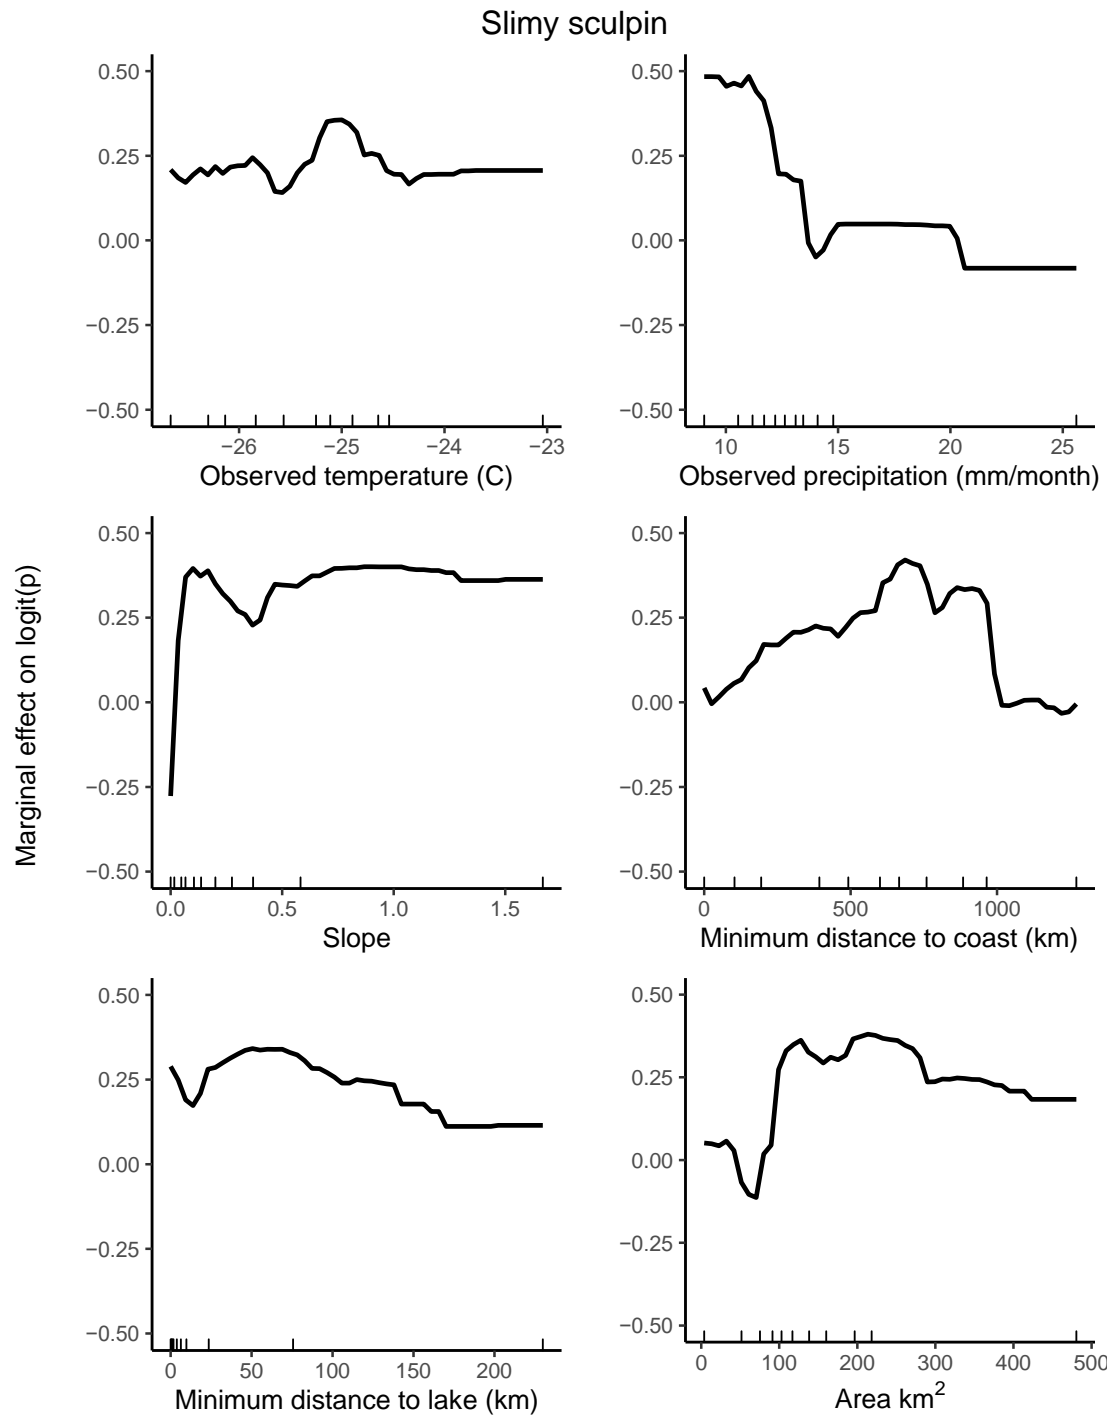 Slimy sculpin
0.50 0.25 0.00 −0.25 −0.50
−26 −25 −24 −23
Observed temperature (C)
0.50 0.25 0.00 −0.25 −0.50
10 15 20 25
Observed precipitation (mm/month)
Marginal effect on logit(p)
0.50 0.25 0.00 −0.25 −0.50
0.0 0.5 1.0 1.5
Slope
0.50 0.25 0.00 −0.25 −0.50
0 500 1000
Minimum distance to coast (km)
0.50 0.25 0.00 −0.25 −0.50
0 50 100 150 200
Minimum distance to lake (km)
0.50 0.25 0.00 −0.25 −0.50
0 100 200 300 400 500
Area km²